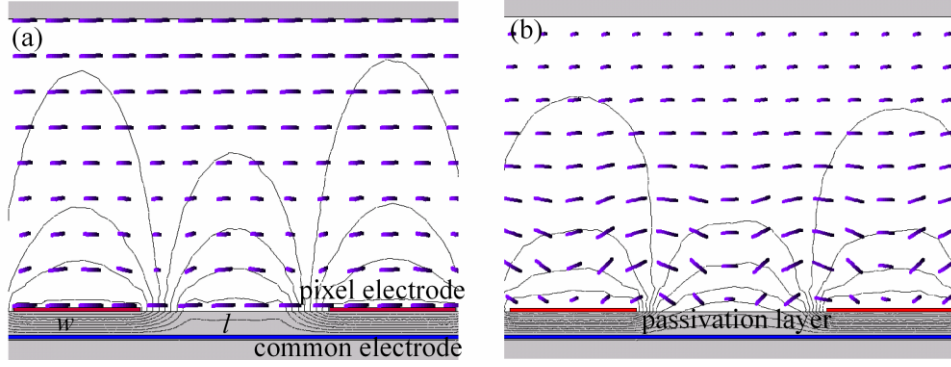 (a)
(b)
pixel electrode
w
l
passivation layer
common electrode